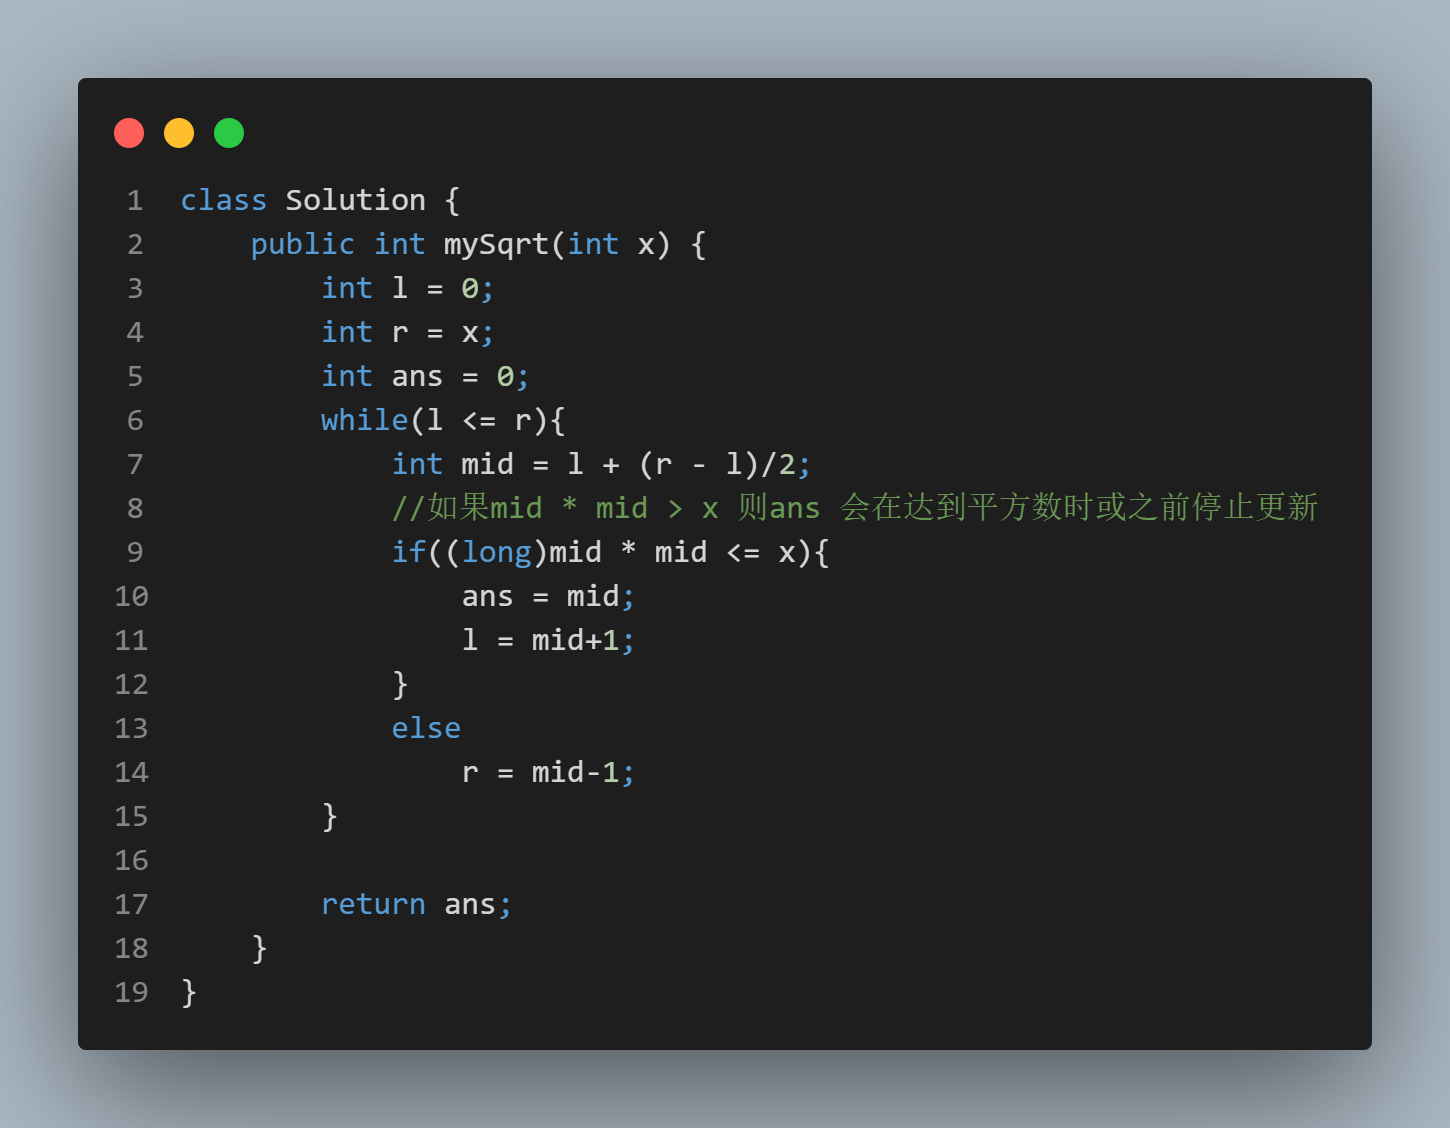 1 class Solution {
2     public int mySqrt(int x) {
3         int l = 0;
4         int r = x;
5         int ans = 0;
6         while(l <= r){
7             int mid = l + (r - l)/2;
8             //如果mid * mid > x 则ans 会在达到平方数时或之前停止更新
9             if((long)mid * mid <= x){
10                 ans = mid;
11                 l = mid+1;
12             }
13             else
14                 r = mid-1;
15         }
16
17         return ans;
18     }
19 }